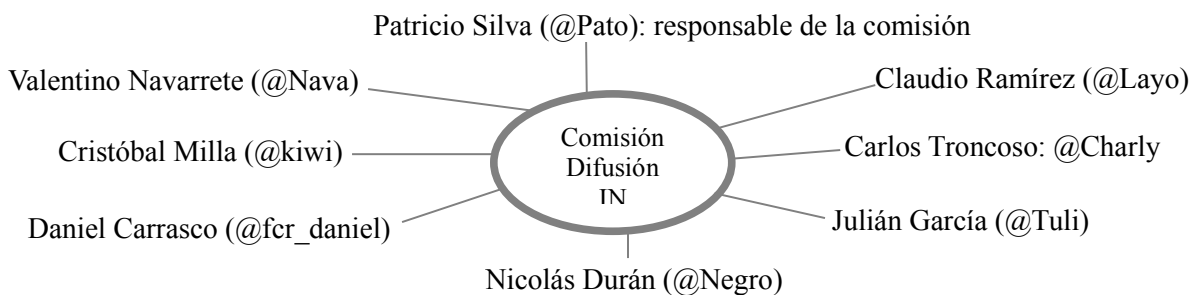 Patricio Silva (@Pato): responsable de la comisión
Valentino Navarrete (@Nava)
Claudio Ramírez (@Layo)
Comisión
Difusión
IN
Cristóbal Milla (@kiwi)
Carlos Troncoso: @Charly
Daniel Carrasco (@fcr_daniel)
Julián García (@Tuli)
Nicolás Durán (@Negro)